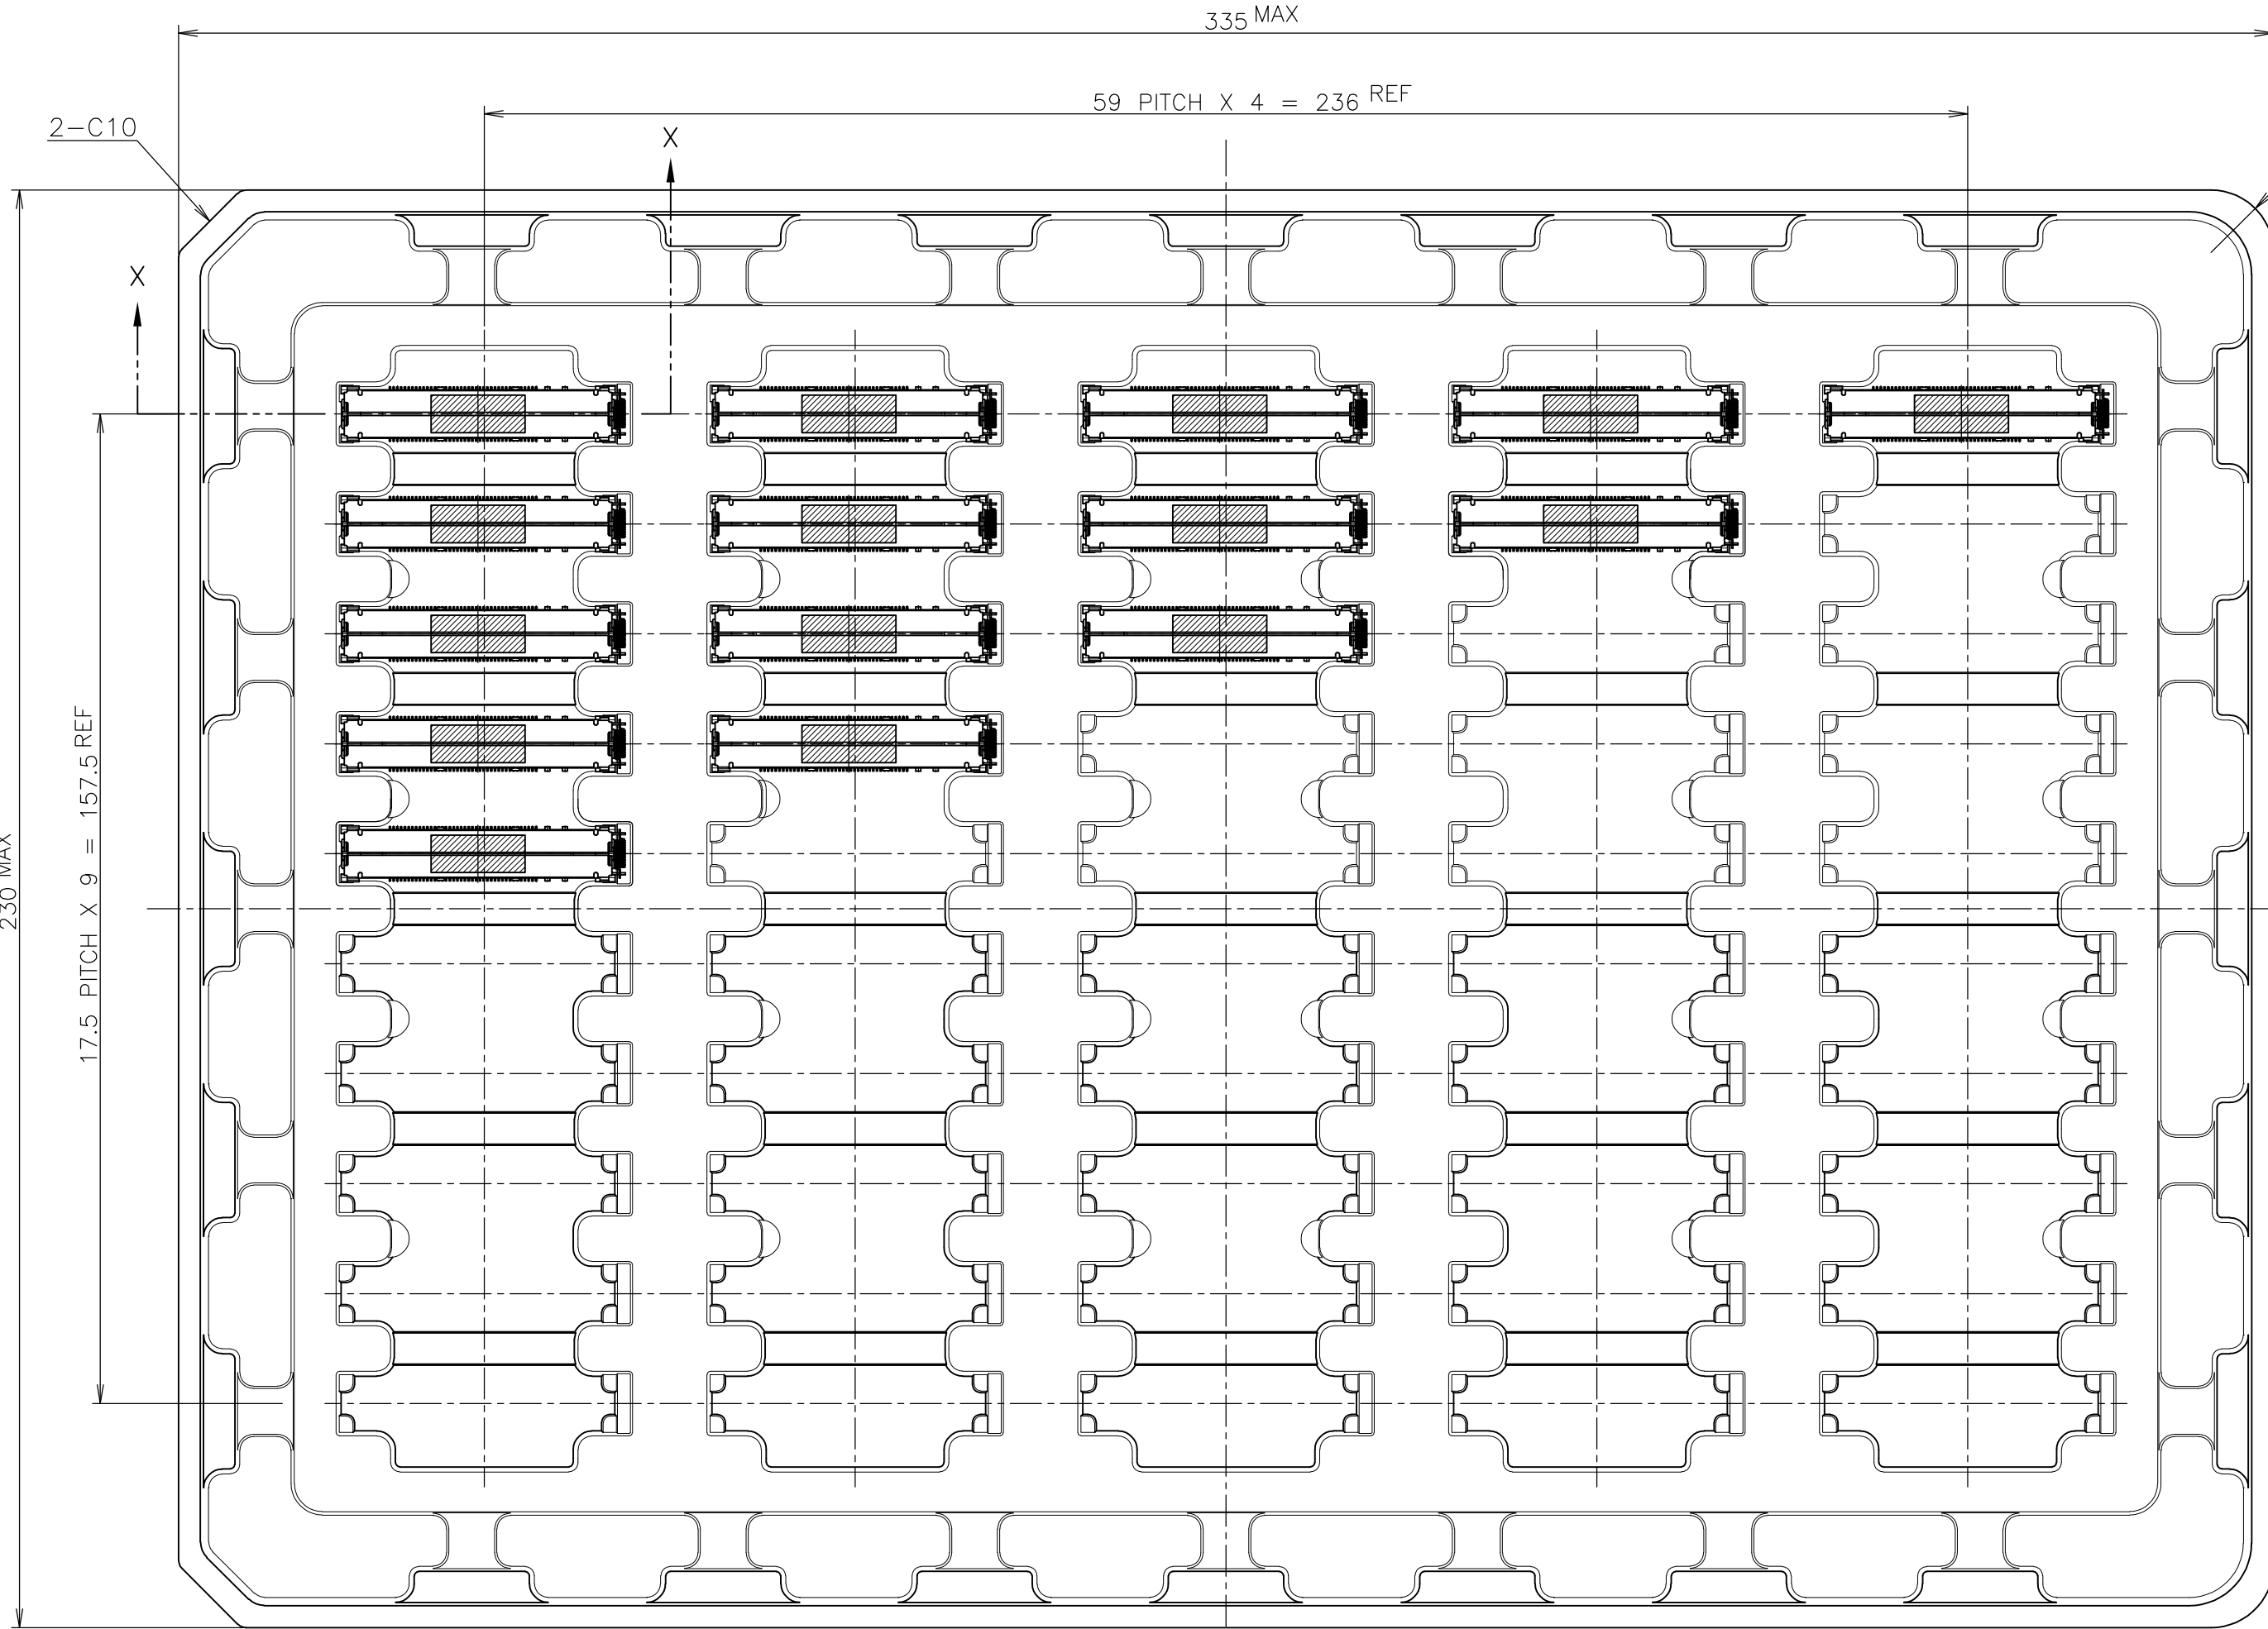 335 MAX
59 PITCH X 4 = 236 REF
2-C10
X
X
17.5 PITCH X 9 = 157.5 REF
230 MAX